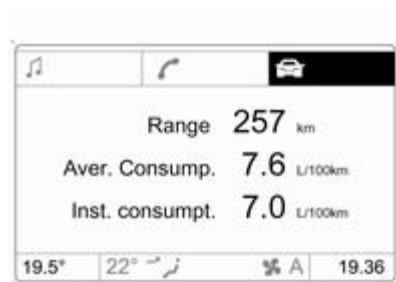 Range 257 km
Aver. Consump. 7.6 L/100km
Inst. consumpt. 7.0 L/100km
19.5° 22° A 19.36